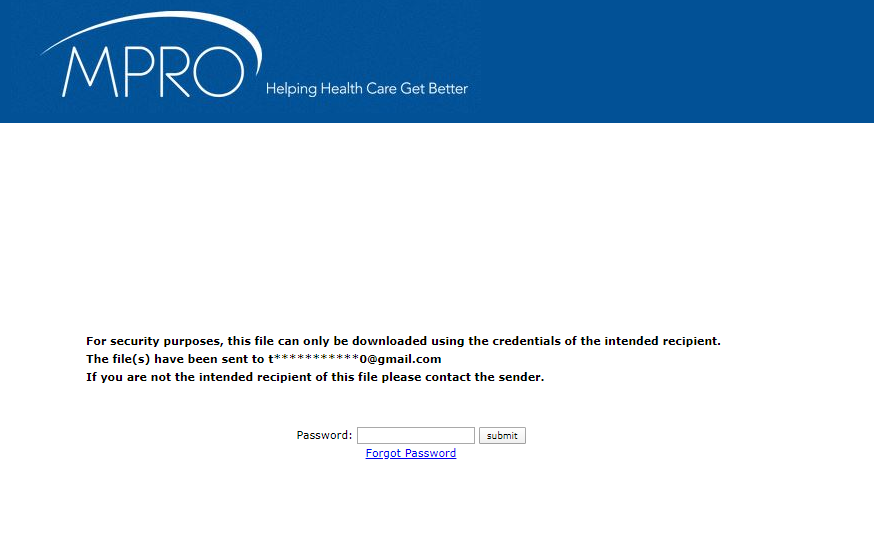 MPRO
Helping Health Care Get Better
For security purposes, this file can only be downloaded using the credentials of the intended recipient.
The file(s) have been sent to t***********0@gmail.com
If you are not the intended recipient of this file please contact the sender.
Password: submit
Forgot Password